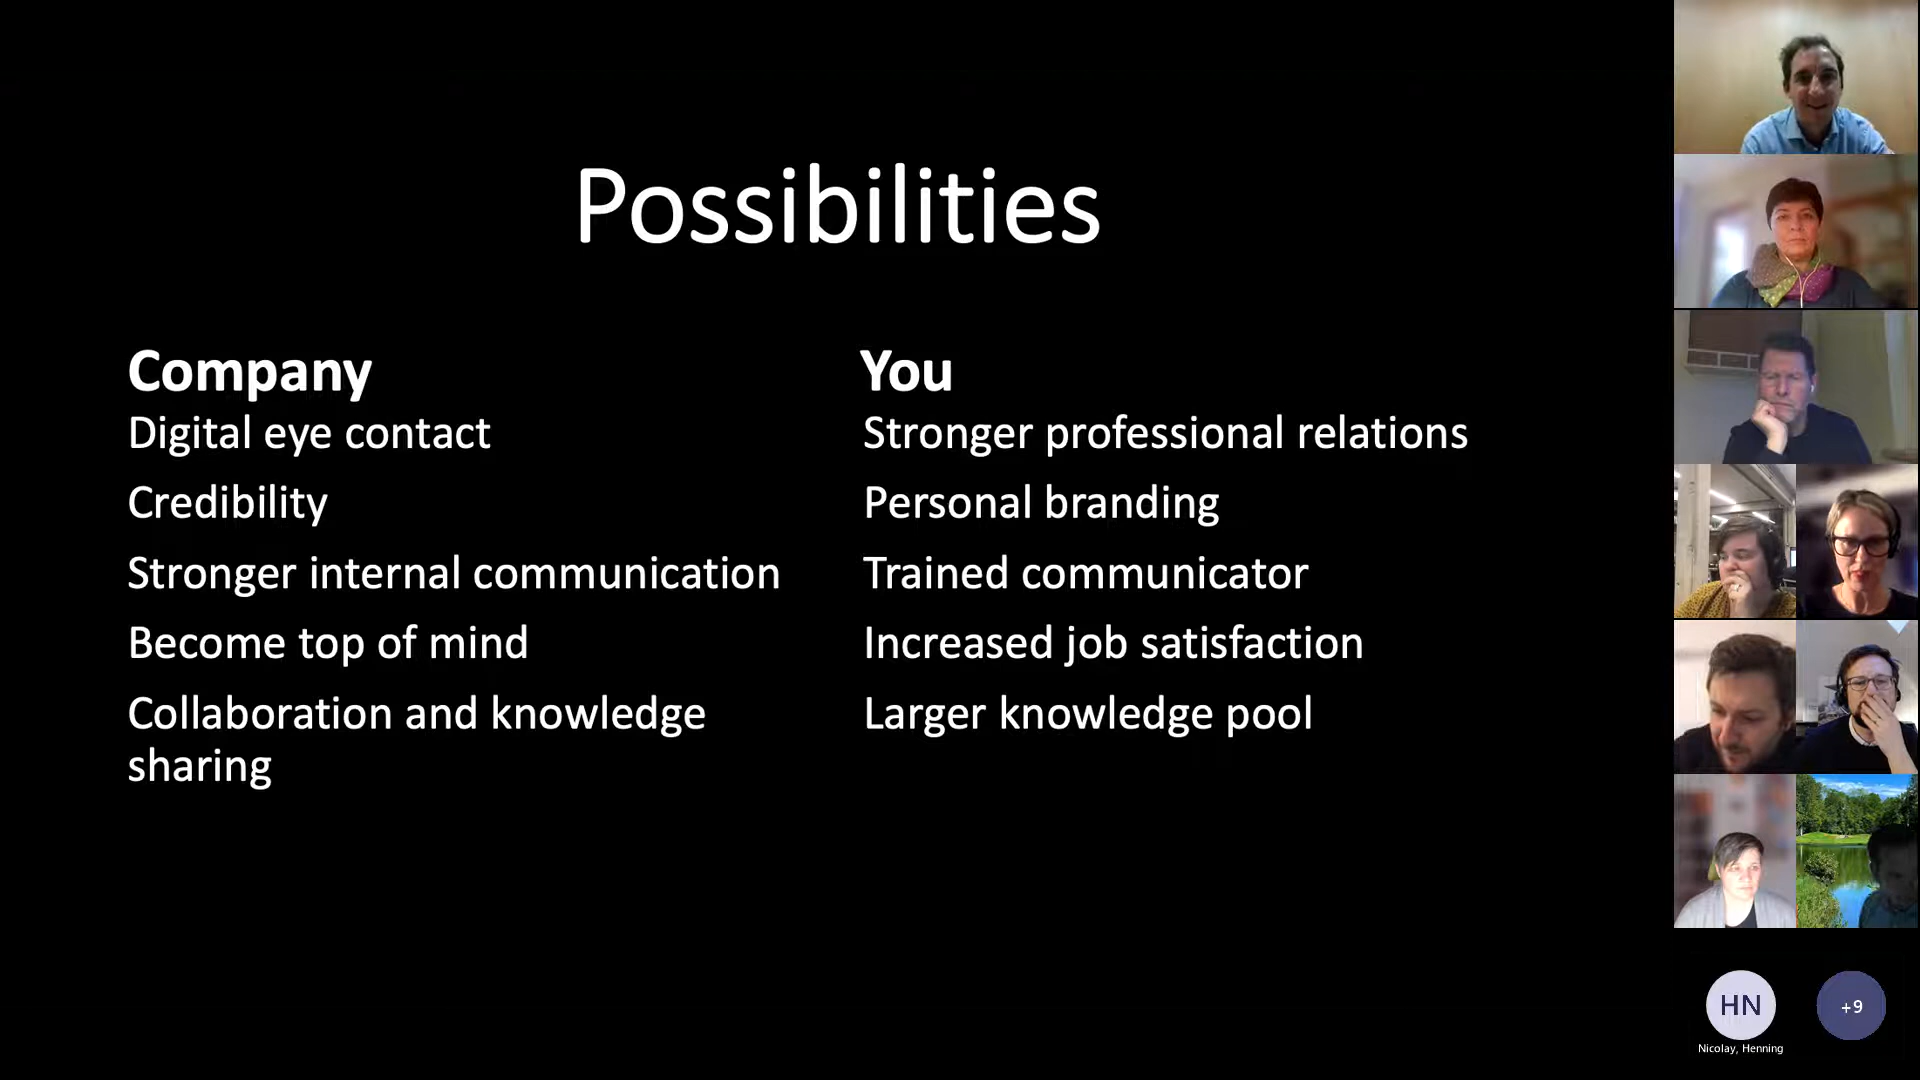 Possibilities
Company
Digital eye contact
Credibility
Stronger internal communication
Become top of mind
Collaboration and knowledge
sharing
You
Stronger professional relations
Personal branding
Trained communicator
Increased job satisfaction
Larger knowledge pool
HN
+9
Nicolay, Henning